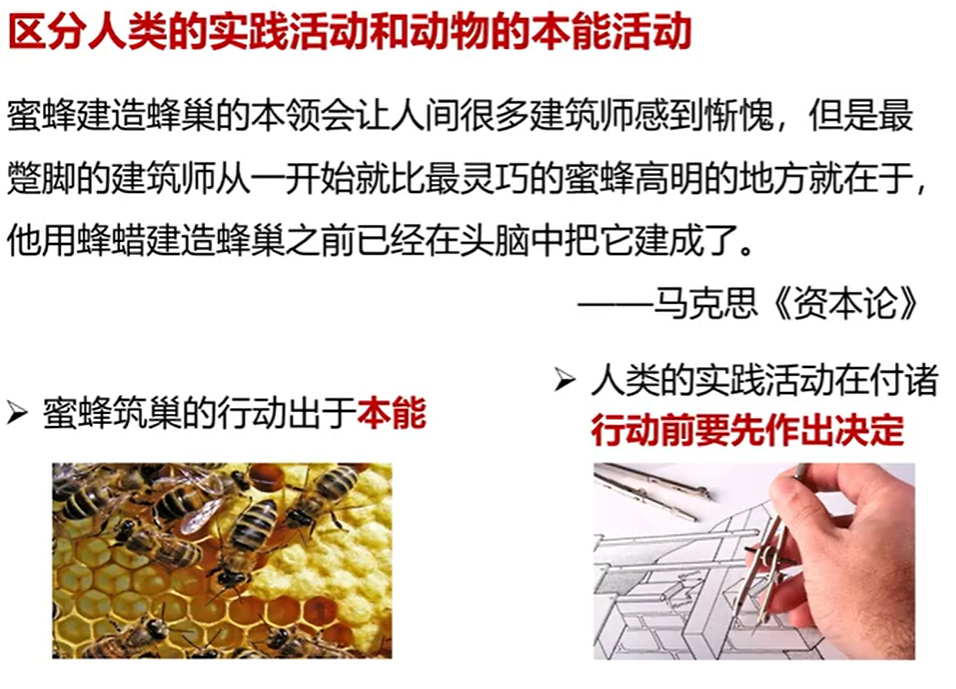 区分人类的实践活动和动物的本能活动
蜜蜂建造蜂巢的本领会让人间很多建筑师感到惭愧，但是最
蹩脚的建筑师从一开始就比最灵巧的蜜蜂高明的地方就在于，
他用蜂蜡建造蜂巢之前已经在头脑中把它建成了。
——马克思《资本论》
➢ 蜜蜂筑巢的行动出于本能
➢ 人类的实践活动在付诸
行动前要先作出决定